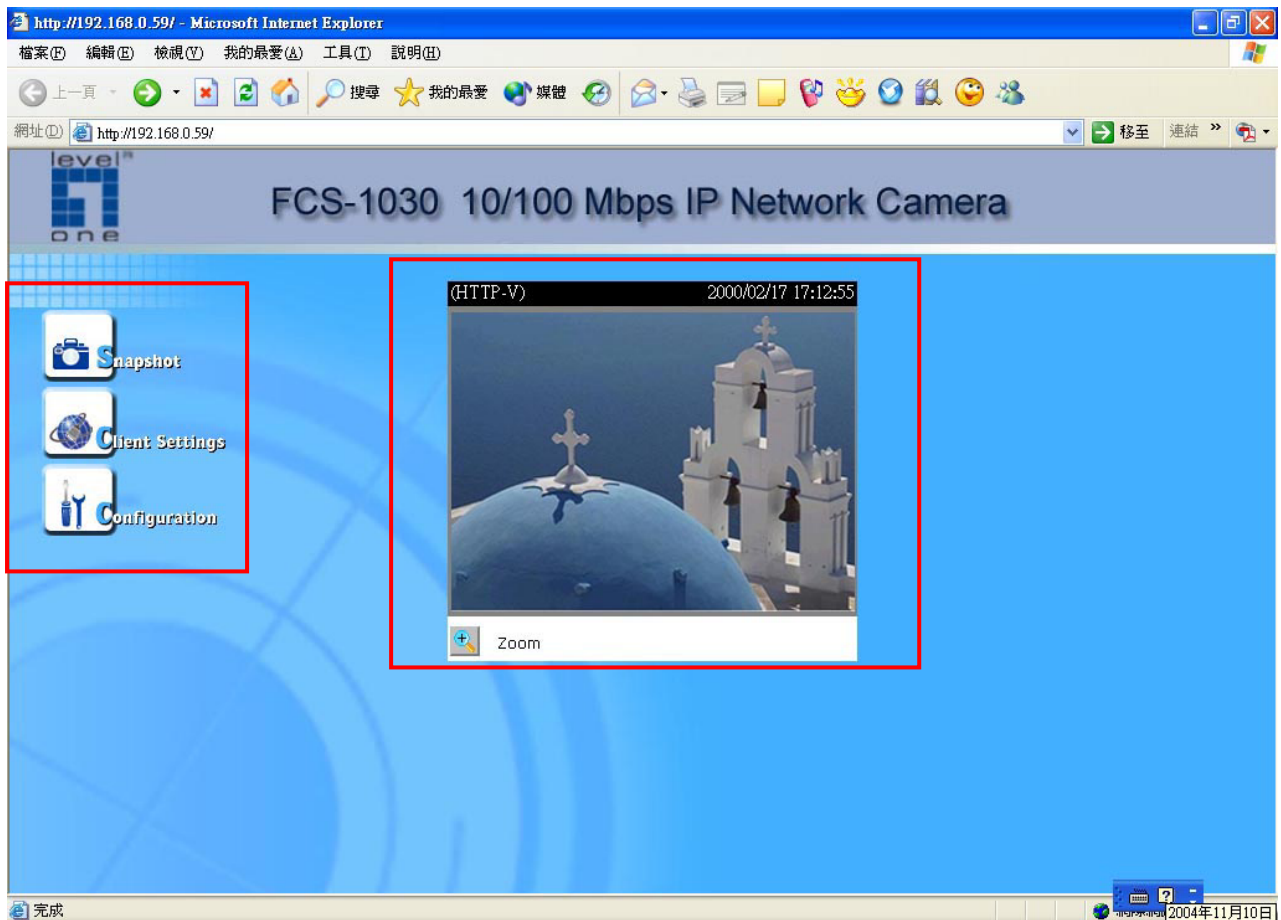 http://192.168.0.59/ - Microsoft Internet Explorer
檔案(F) 編輯(E) 檢視(V) 我的最愛(A) 工具(T) 說明(H)
上一頁 搜尋 我的最愛 媒體
網址(D) http://192.168.0.59/ 移至 連結 »
level one
FCS-1030 10/100 Mbps IP Network Camera
(HTTP-V) 2000/02/17 17:12:55
Snapshot
Client Settings
Configuration
Zoom
完成
2004年11月10日